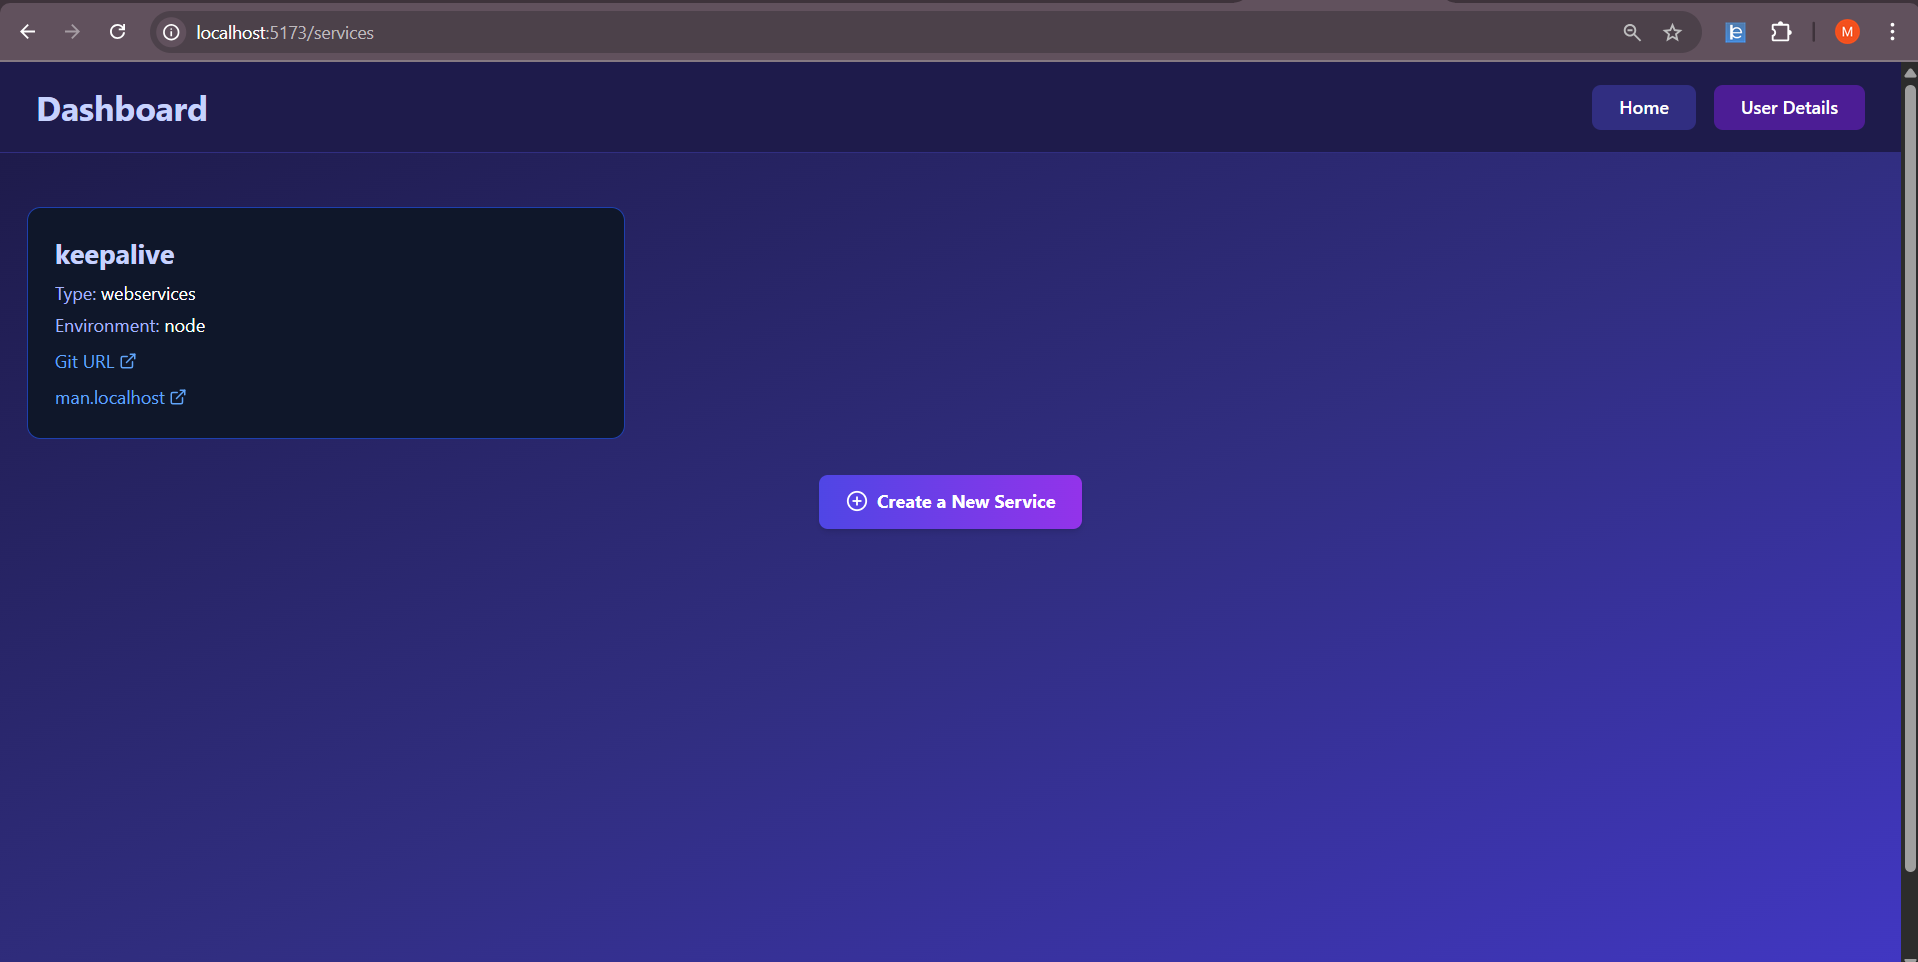 localhost:5173/services
M
Dashboard
Home
User Details
keepalive
Type: webservices
Environment: node
Git URL
man.localhost
Create a New Service